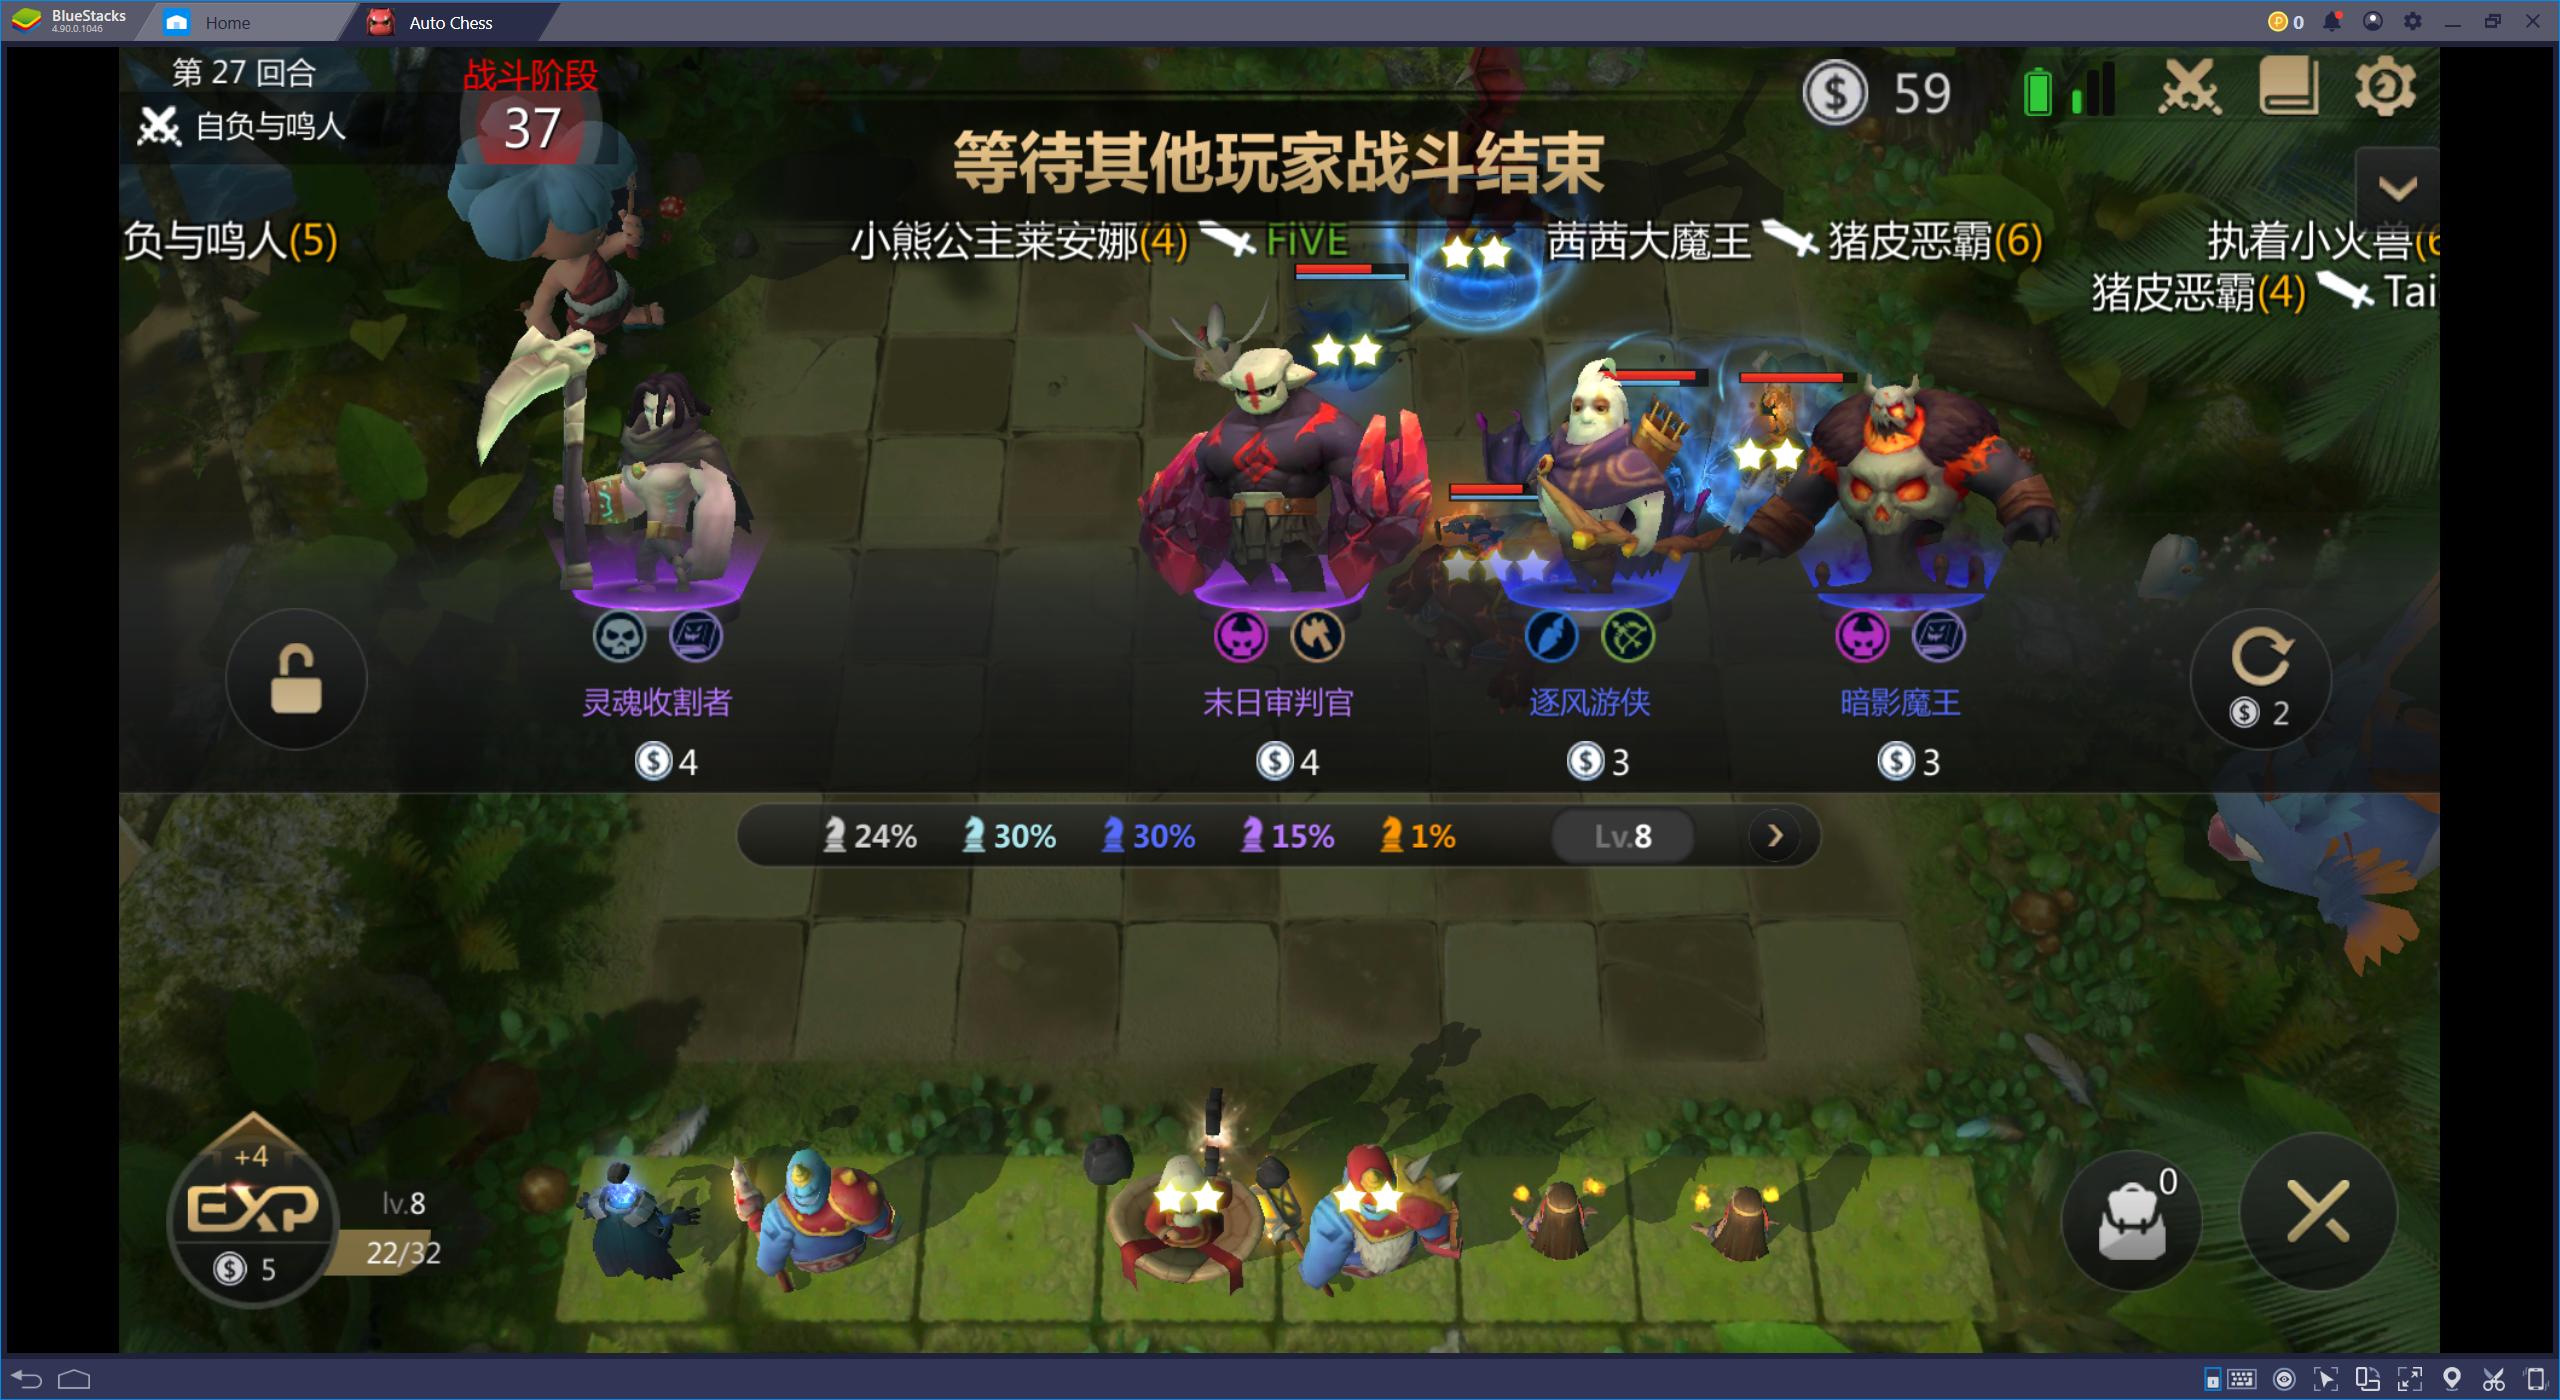 BlueStacks
4.90.0.1046
Home
Auto Chess
0
第 27 回合
战斗阶段
37
自负与鸣人
59
等待其他玩家战斗结束
负与鸣人(5)
小熊公主莱安娜(4) FiVE
茜茜大魔王 猪皮恶霸(6)
执着小火兽(6
猪皮恶霸(4) Tai
灵魂收割者
末日审判官
逐风游侠
暗影魔王
$ 4
$ 4
$ 3
$ 3
$ 2
24% 30% 30% 15% 1% Lv.8
+4
EXP
$ 5
lv.8
22/32
0